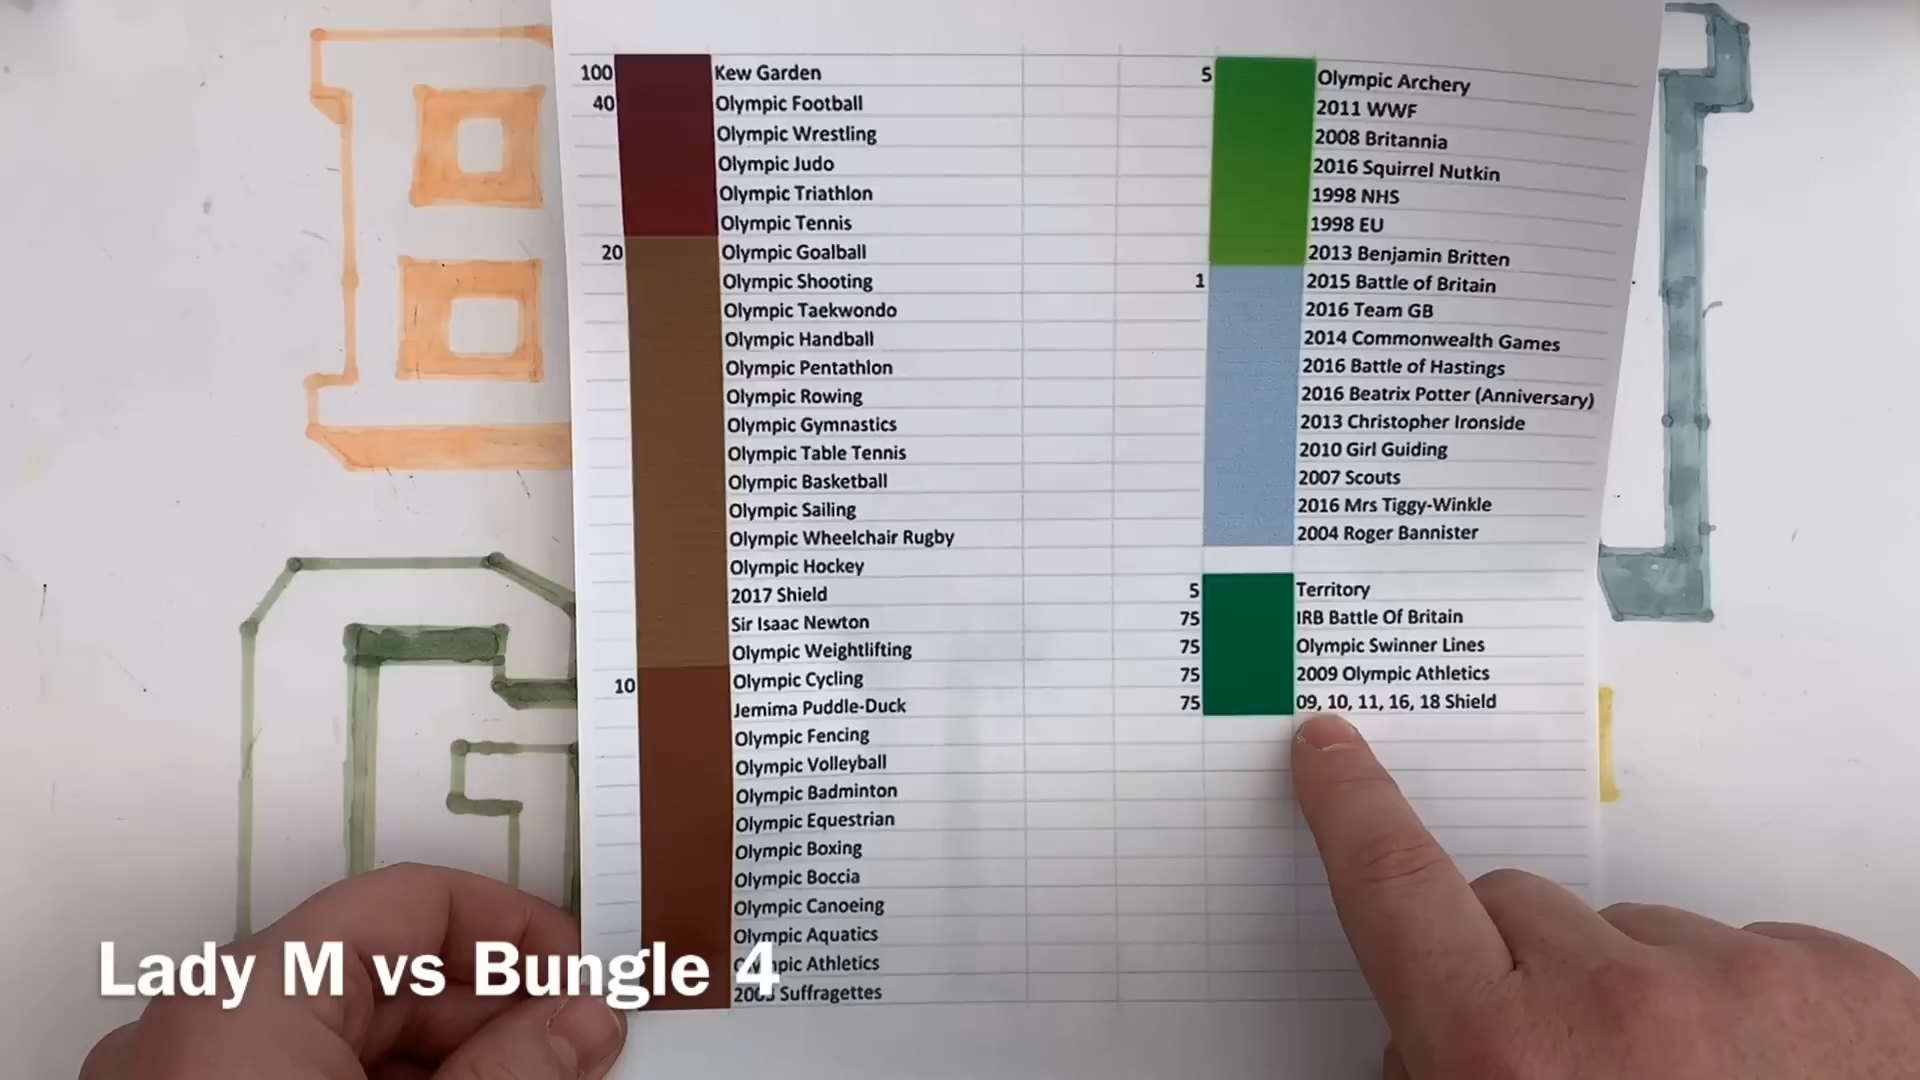 100 Kew Garden
40 Olympic Football
Olympic Wrestling
Olympic Judo
Olympic Triathlon
Olympic Tennis
20 Olympic Goalball
Olympic Shooting
Olympic Taekwondo
Olympic Handball
Olympic Pentathlon
Olympic Rowing
Olympic Gymnastics
Olympic Table Tennis
Olympic Basketball
Olympic Sailing
Olympic Wheelchair Rugby
Olympic Hockey
2017 Shield
Sir Isaac Newton
Olympic Weightlifting
10 Olympic Cycling
Jemima Puddle-Duck
Olympic Fencing
Olympic Volleyball
Olympic Badminton
Olympic Equestrian
Olympic Boxing
Olympic Boccia
Olympic Canoeing
Olympic Aquatics
Athletics
Suffragettes
5 Olympic Archery
2011 WWF
2008 Britannia
2016 Squirrel Nutkin
1998 NHS
1998 EU
2013 Benjamin Britten
1 2015 Battle of Britain
2016 Team GB
2014 Commonwealth Games
2016 Battle of Hastings
2016 Beatrix Potter (Anniversary)
2013 Christopher Ironside
2010 Girl Guiding
2007 Scouts
2016 Mrs Tiggy-Winkle
2004 Roger Bannister
5 Territory
75 IRB Battle Of Britain
75 Olympic Swinner Lines
75 2009 Olympic Athletics
75 09, 10, 11, 16, 18 Shield
Lady M vs Bungle 4